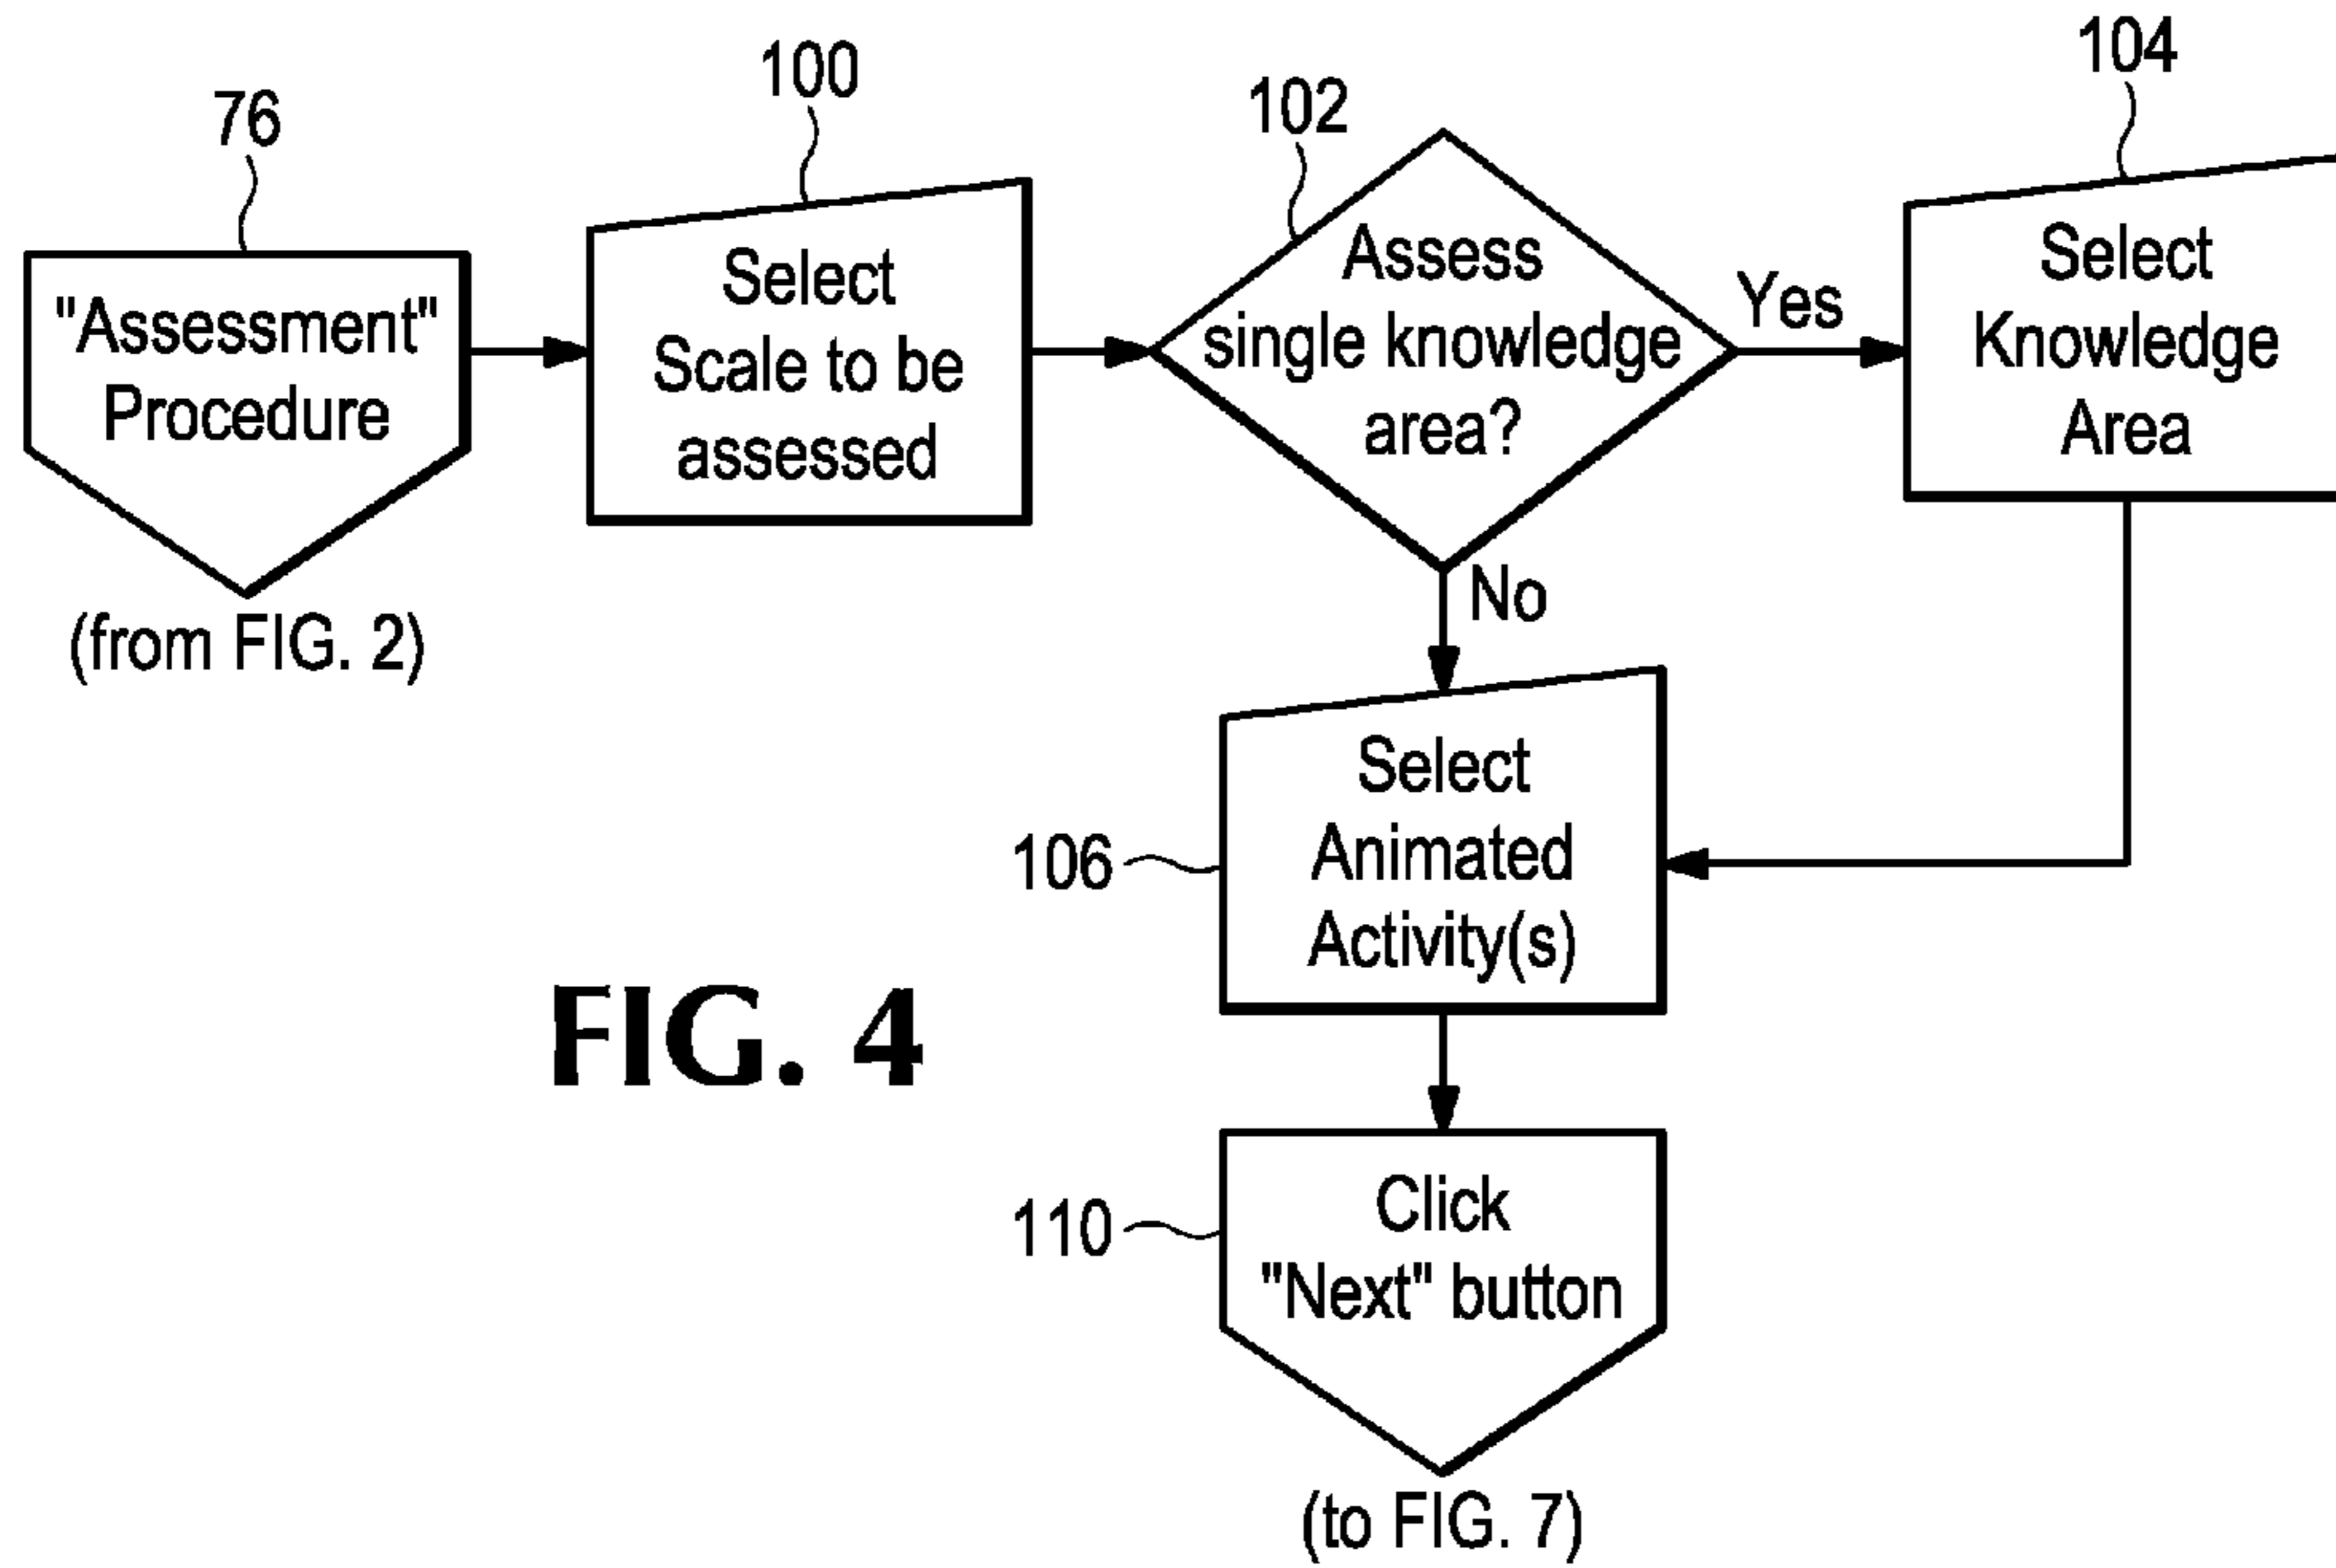 76
"Assessment"
Procedure
(from FIG. 2)
100
Select
Scale to be
assessed
102
Assess
single knowledge
area?
Yes
No
104
Select
Knowledge
Area
106
Select
Animated
Activity(s)
110
Click
"Next" button
(to FIG. 7)
FIG. 4